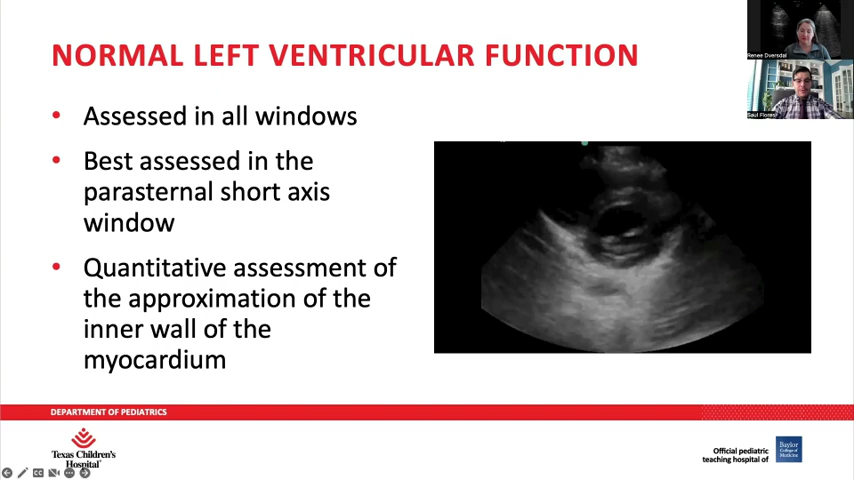 NORMAL LEFT VENTRICULAR FUNCTION
Renee Dversdal
Saul Flores
• Assessed in all windows
• Best assessed in the
parasternal short axis
window
• Quantitative assessment of
the approximation of the
inner wall of the
myocardium
DEPARTMENT OF PEDIATRICS
Texas Children's
Hospital
CC
Official pediatric
teaching hospital of
Baylor
College of
Medicine